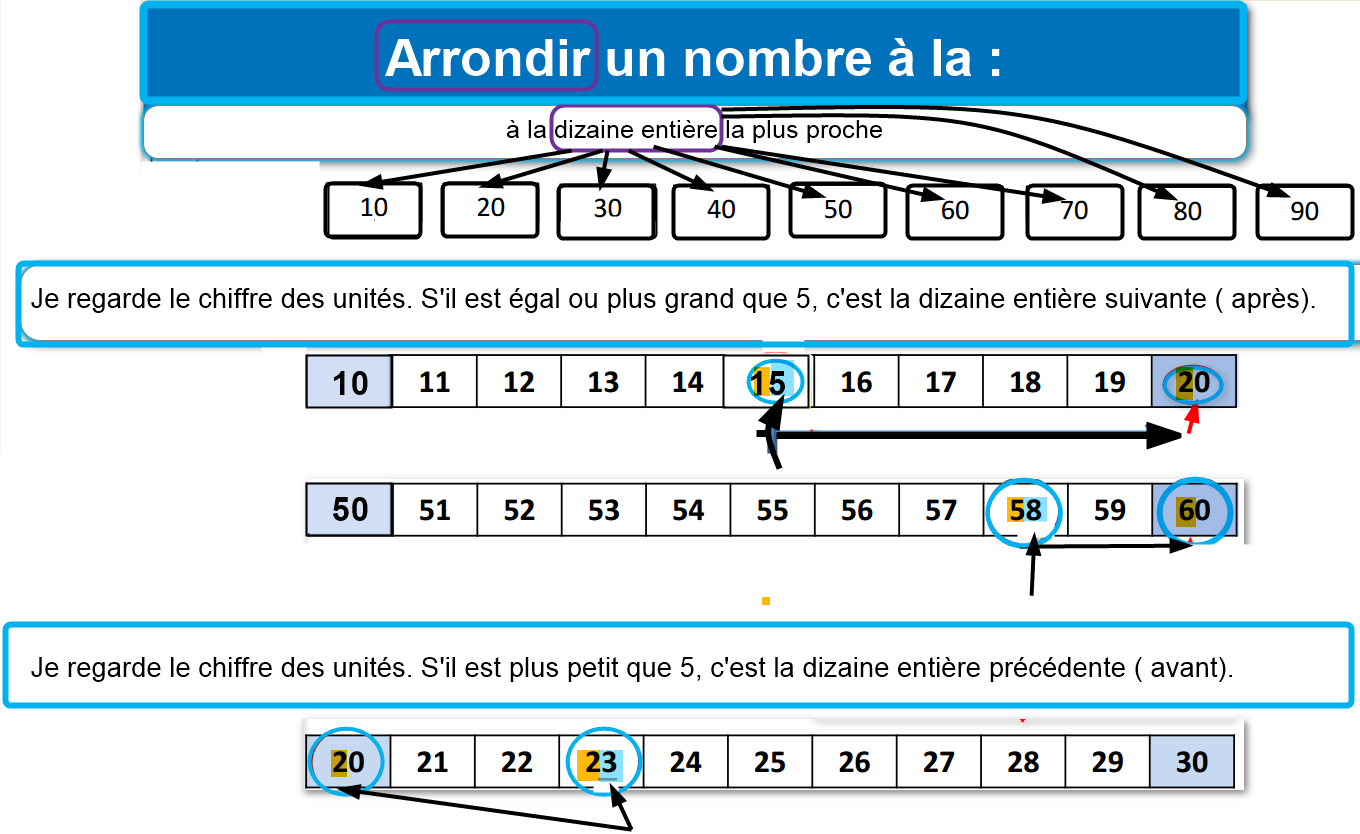 Arrondir un nombre à la :
à la dizaine entière la plus proche
10 20 30 40 50 60 70 80 90
Je regarde le chiffre des unités. S'il est égal ou plus grand que 5, c'est la dizaine entière suivante ( après).
10 11 12 13 14 15 16 17 18 19 20
50 51 52 53 54 55 56 57 58 59 60
Je regarde le chiffre des unités. S'il est plus petit que 5, c'est la dizaine entière précédente ( avant).
20 21 22 23 24 25 26 27 28 29 30